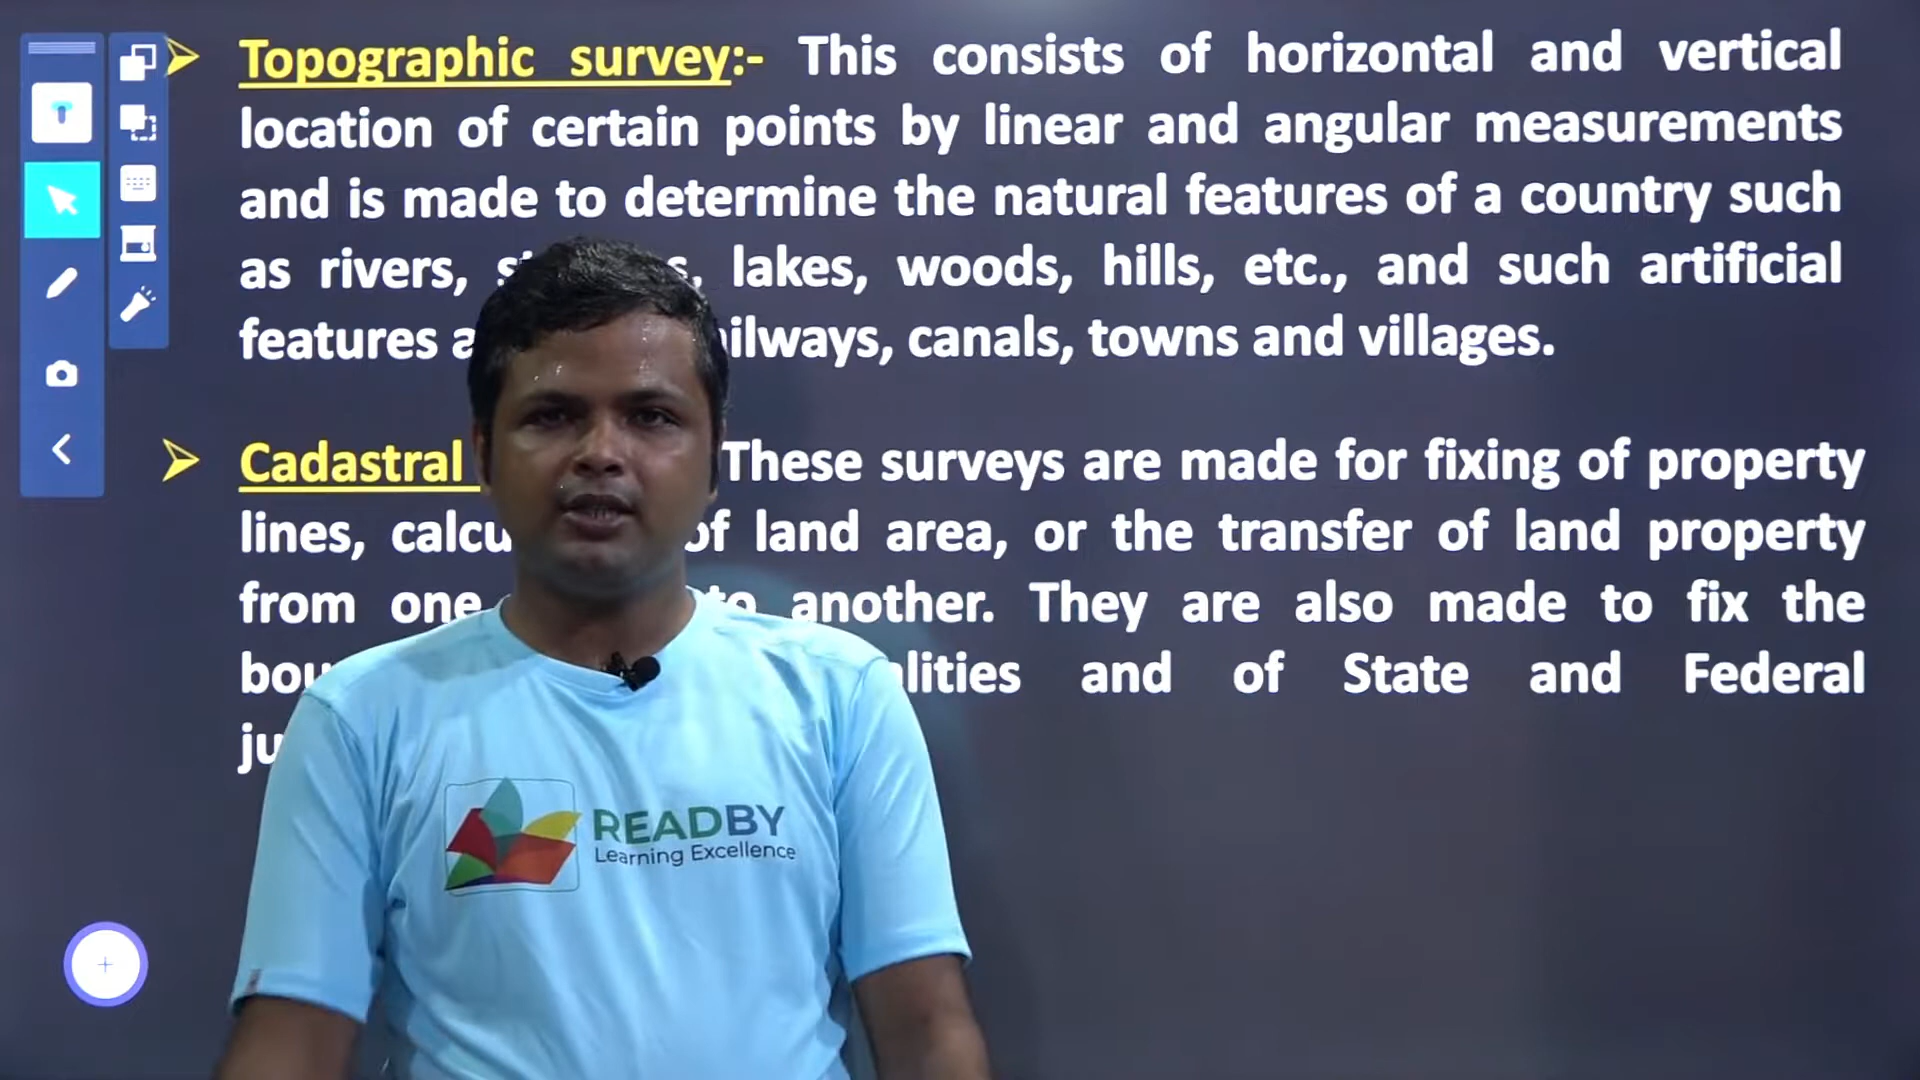 Topographic survey:- This consists of horizontal and vertical
location of certain points by linear and angular measurements
and is made to determine the natural features of a country such
as rivers, lakes, woods, hills, etc., and such artificial
features canals, towns and villages.
Cadastral These surveys are made for fixing of property
lines, of land area, or the transfer of land property
from one to another. They are also made to fix the
and of State and Federal
READBY
Learning Excellence